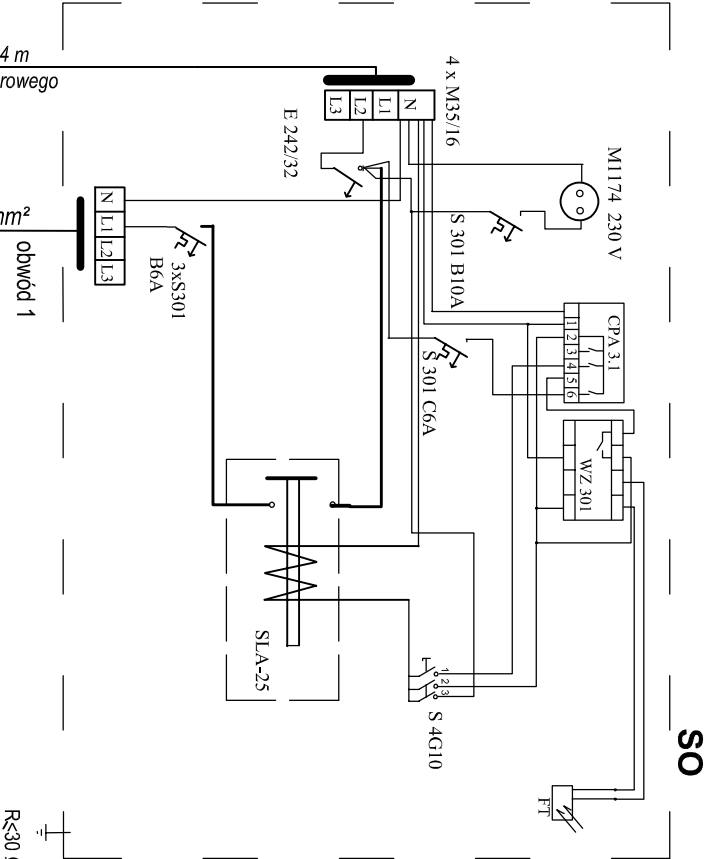 4 m
rowego
4 x M35/16
L3
L2
L1
N
E 242/32
M1174 230 V
S 301 B10A
S 301 C6A
CPA 3.1
1
2
3
4
5
6
WZ 301
N
L1
L2
L3
mm²
obwód 1
3xS301
B6A
SLA-25
1
2
3
S 4G10
SO
FT
R≤30